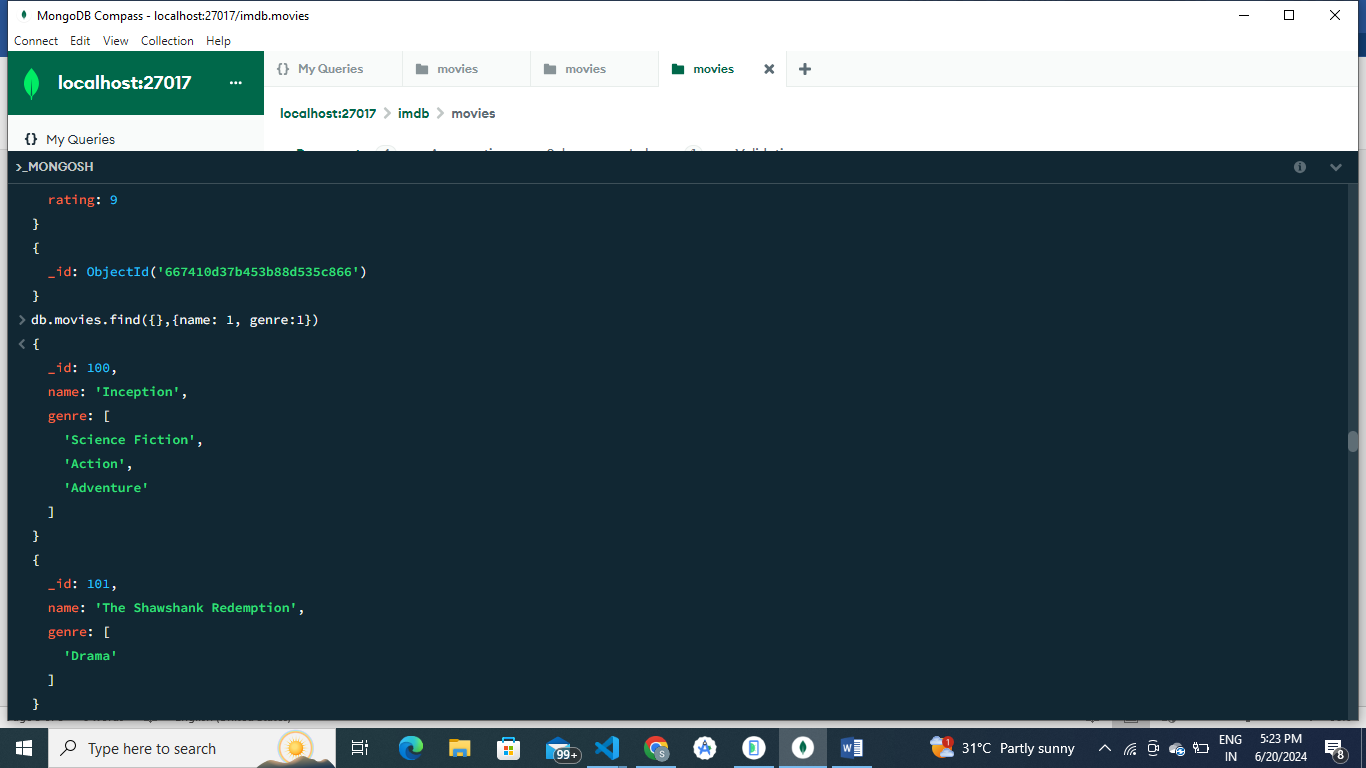 MongoDB Compass - localhost:27017/imdb.movies
Connect Edit View Collection Help
localhost:27017 ...
{} My Queries
movies
movies
movies
localhost:27017 > imdb > movies
{} My Queries
>_MONGOSH
rating: 9
}
{
_id: ObjectId('667410d37b453b88d535c866')
}
> db.movies.find({},{name: 1, genre:1})
< {
_id: 100,
name: 'Inception',
genre: [
'Science Fiction',
'Action',
'Adventure'
]
}
{
_id: 101,
name: 'The Shawshank Redemption',
genre: [
'Drama'
]
}
Type here to search
99+
1
31°C Partly sunny
ENG
IN
5:23 PM
6/20/2024
8